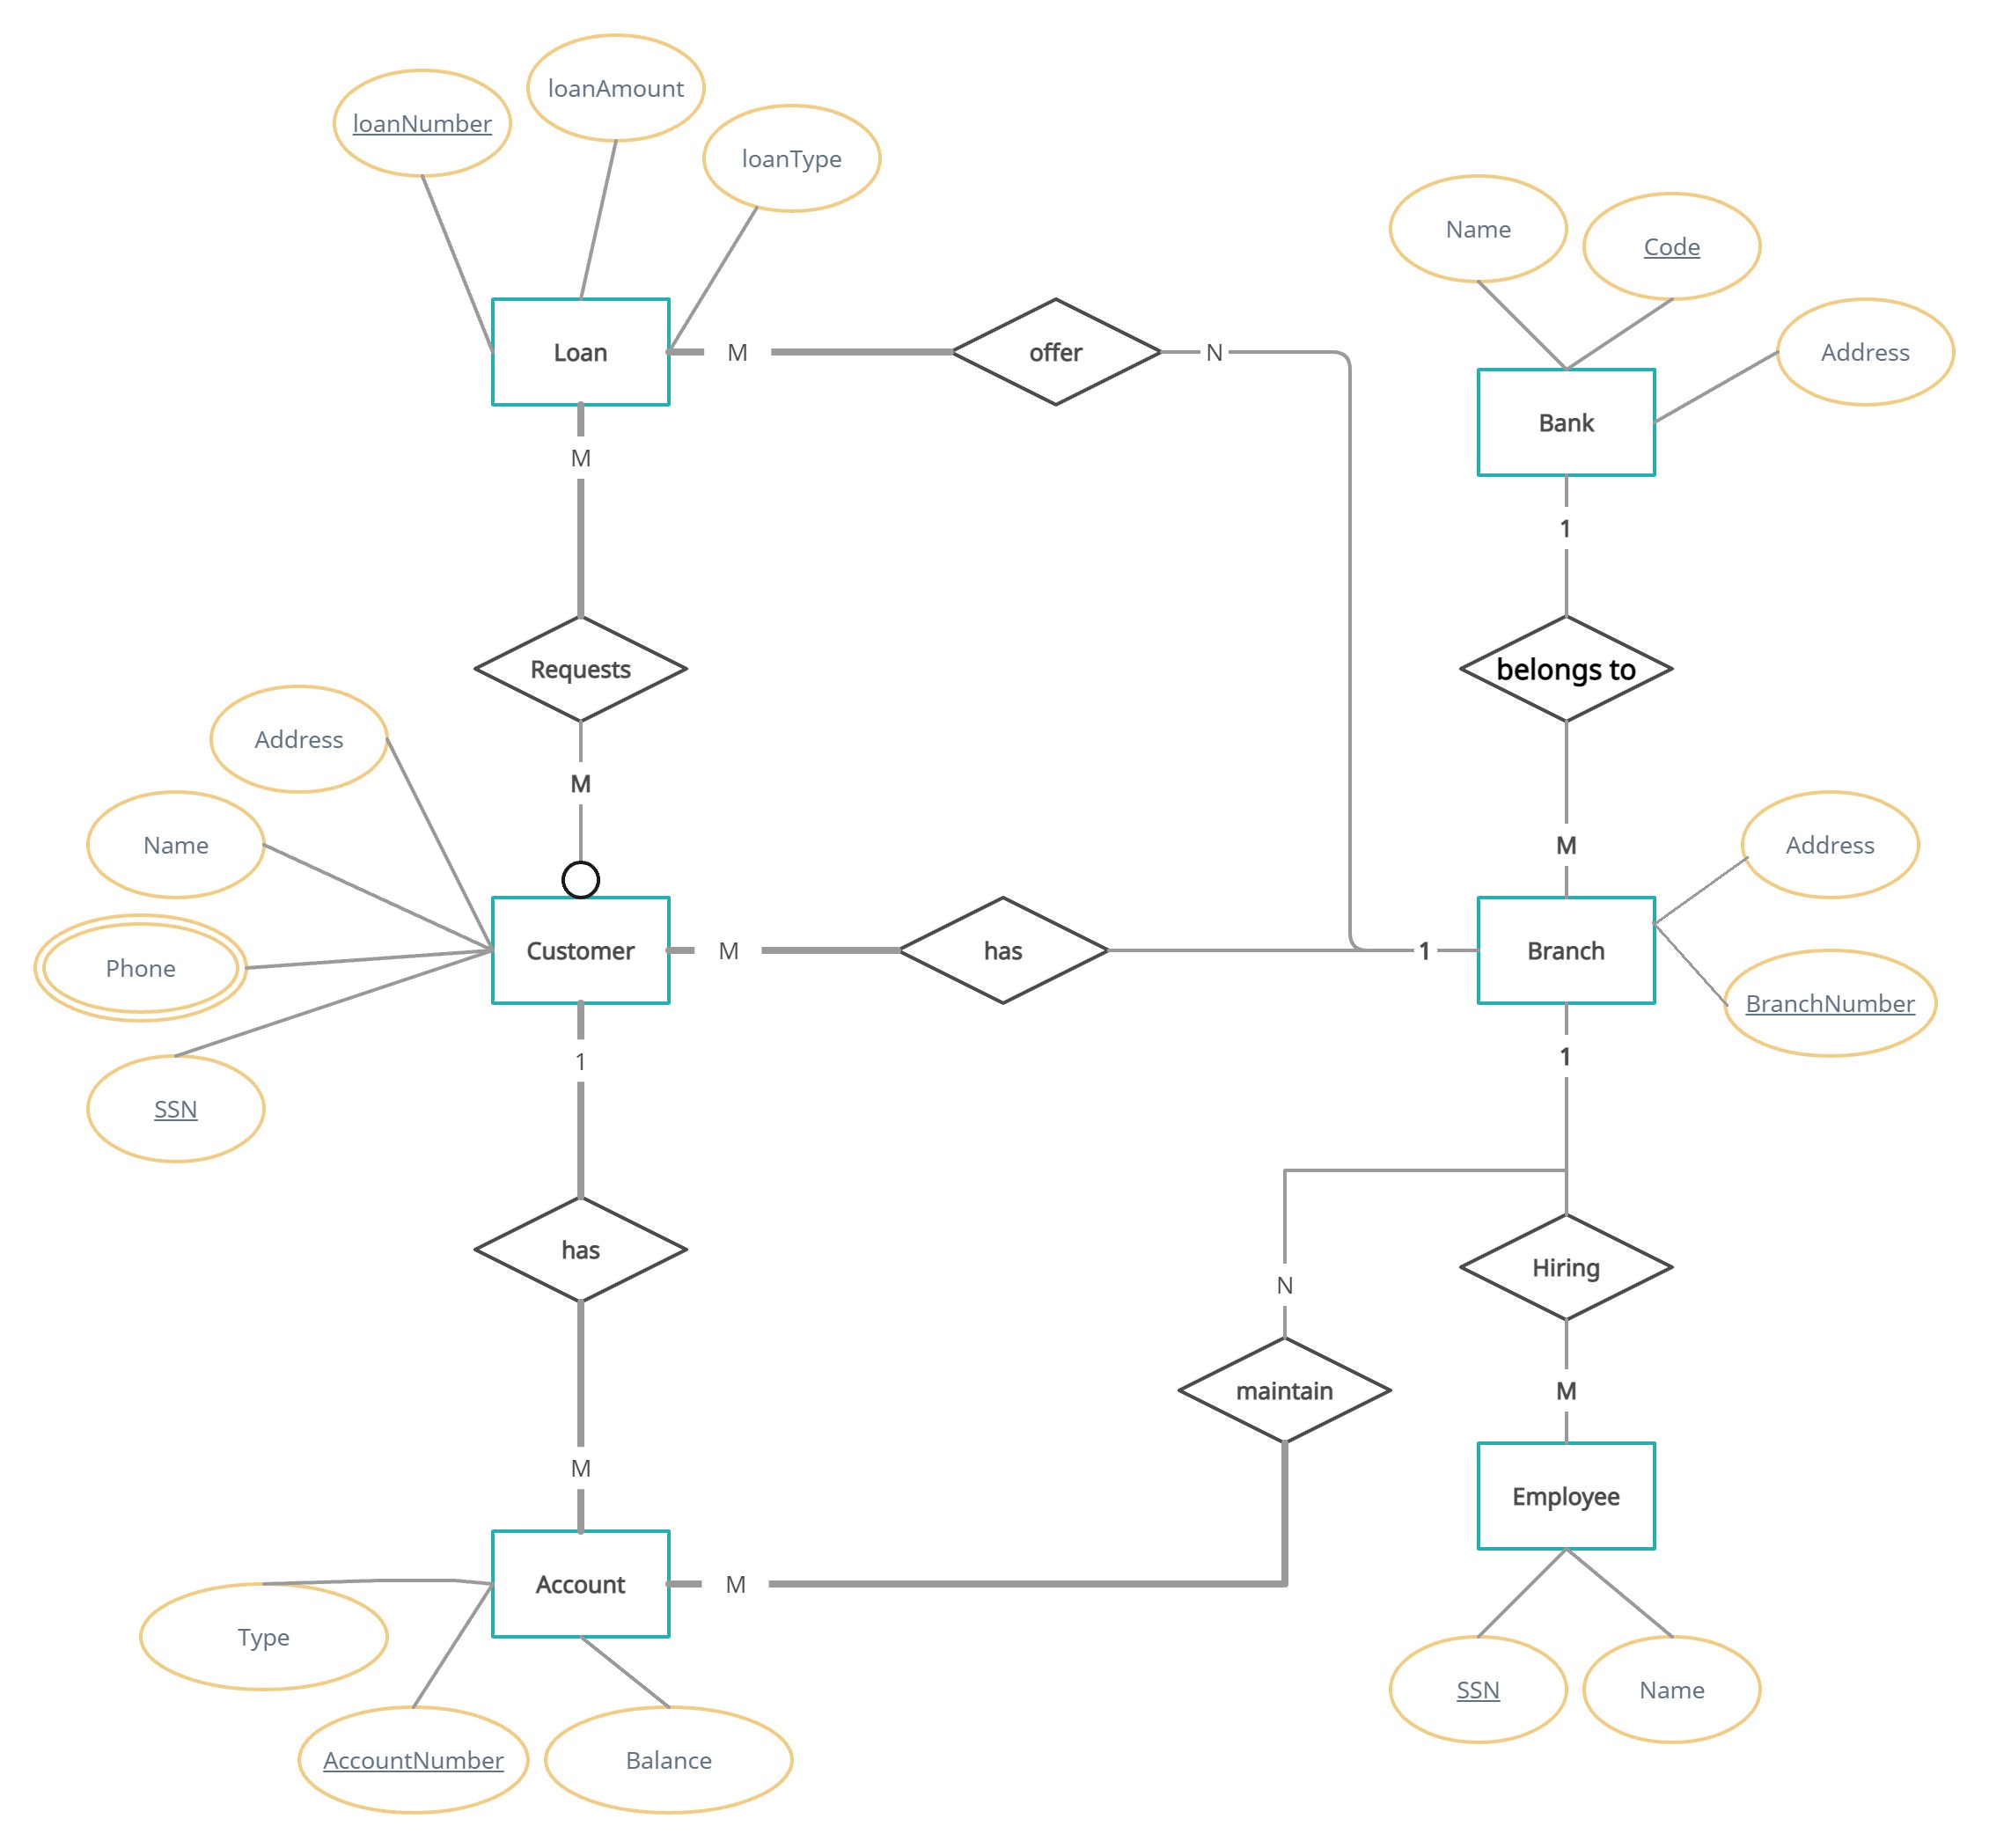 loanAmount
loanNumber
loanType
Name
Code
Loan
M
offer
N
Address
Bank
M
1
Requests
belongs to
Address
M
Name
M
Address
Phone
Customer
M
has
1
Branch
BranchNumber
SSN
1
1
has
Hiring
N
maintain
M
M
Employee
Account
M
Type
SSN
Name
AccountNumber
Balance